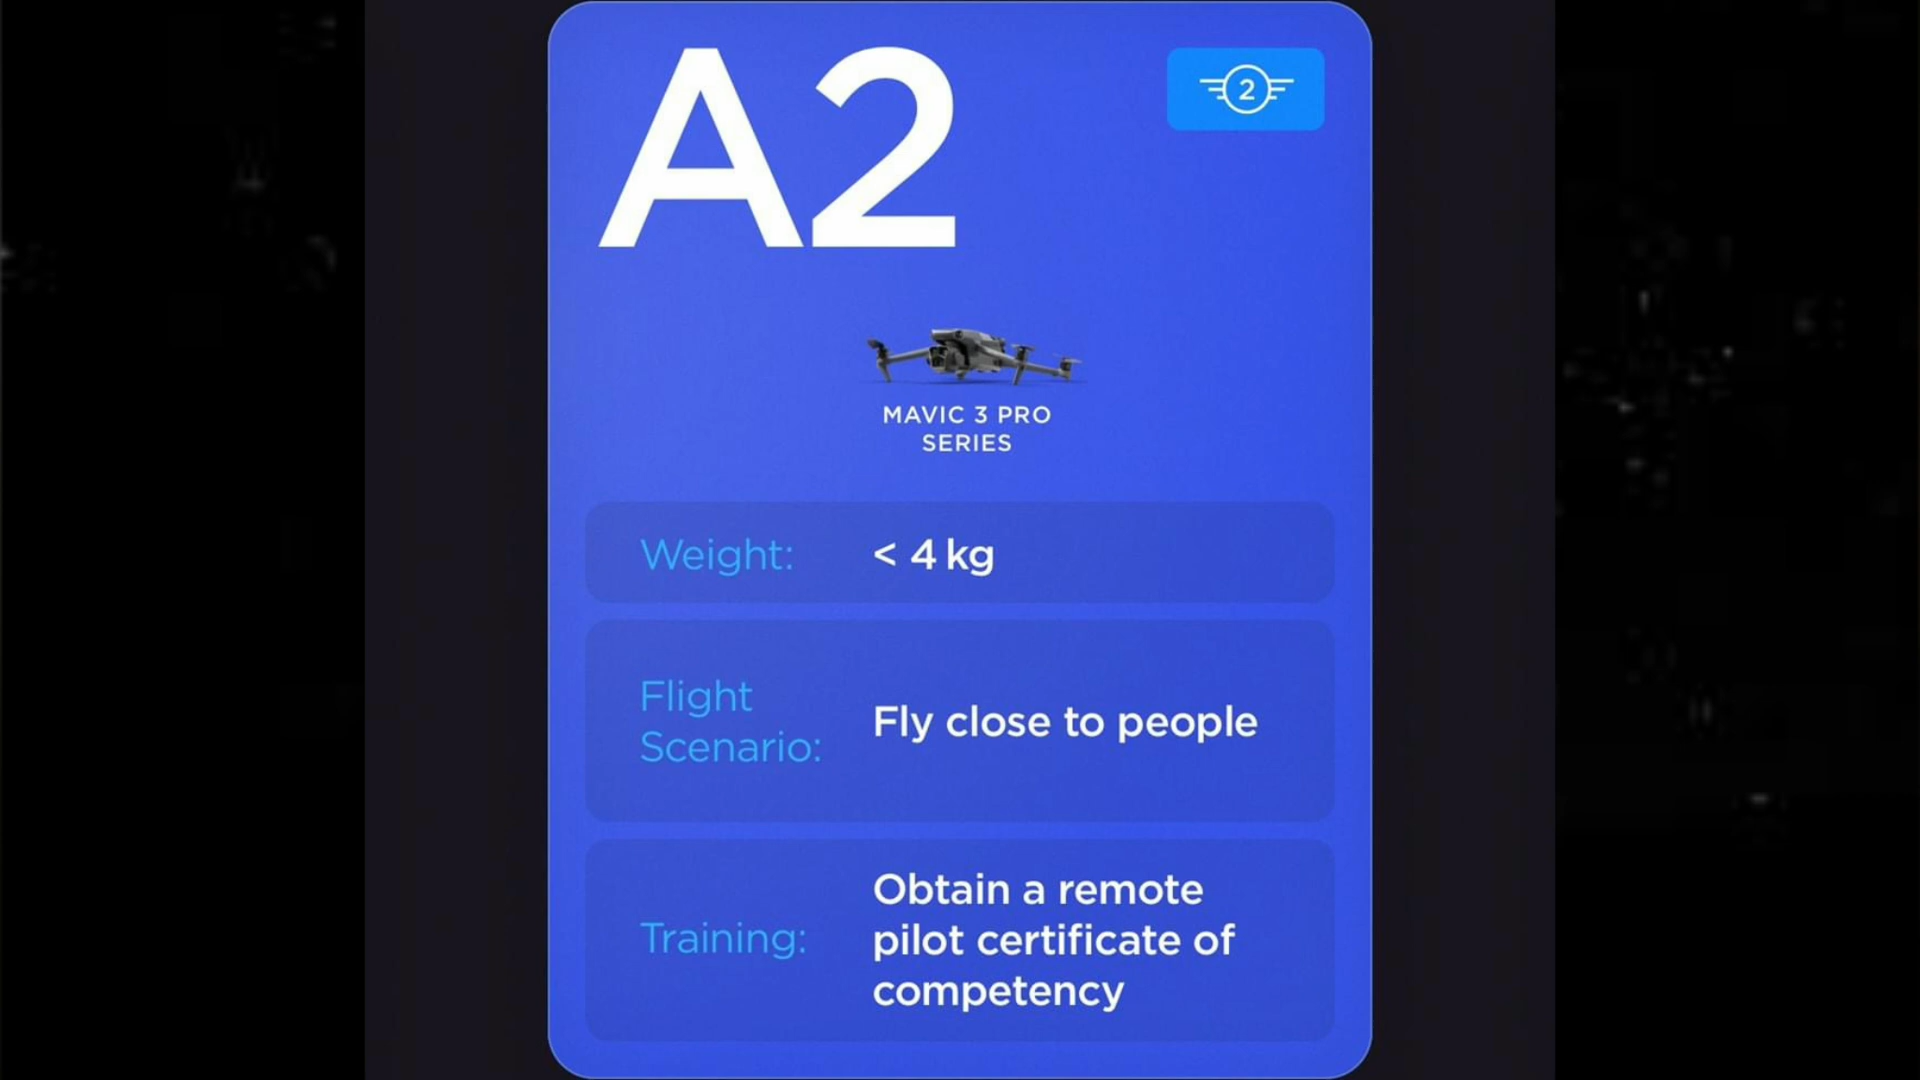 A2
2
MAVIC 3 PRO
SERIES
Weight: < 4 kg
Flight
Scenario:
Fly close to people
Training:
Obtain a remote
pilot certificate of
competency